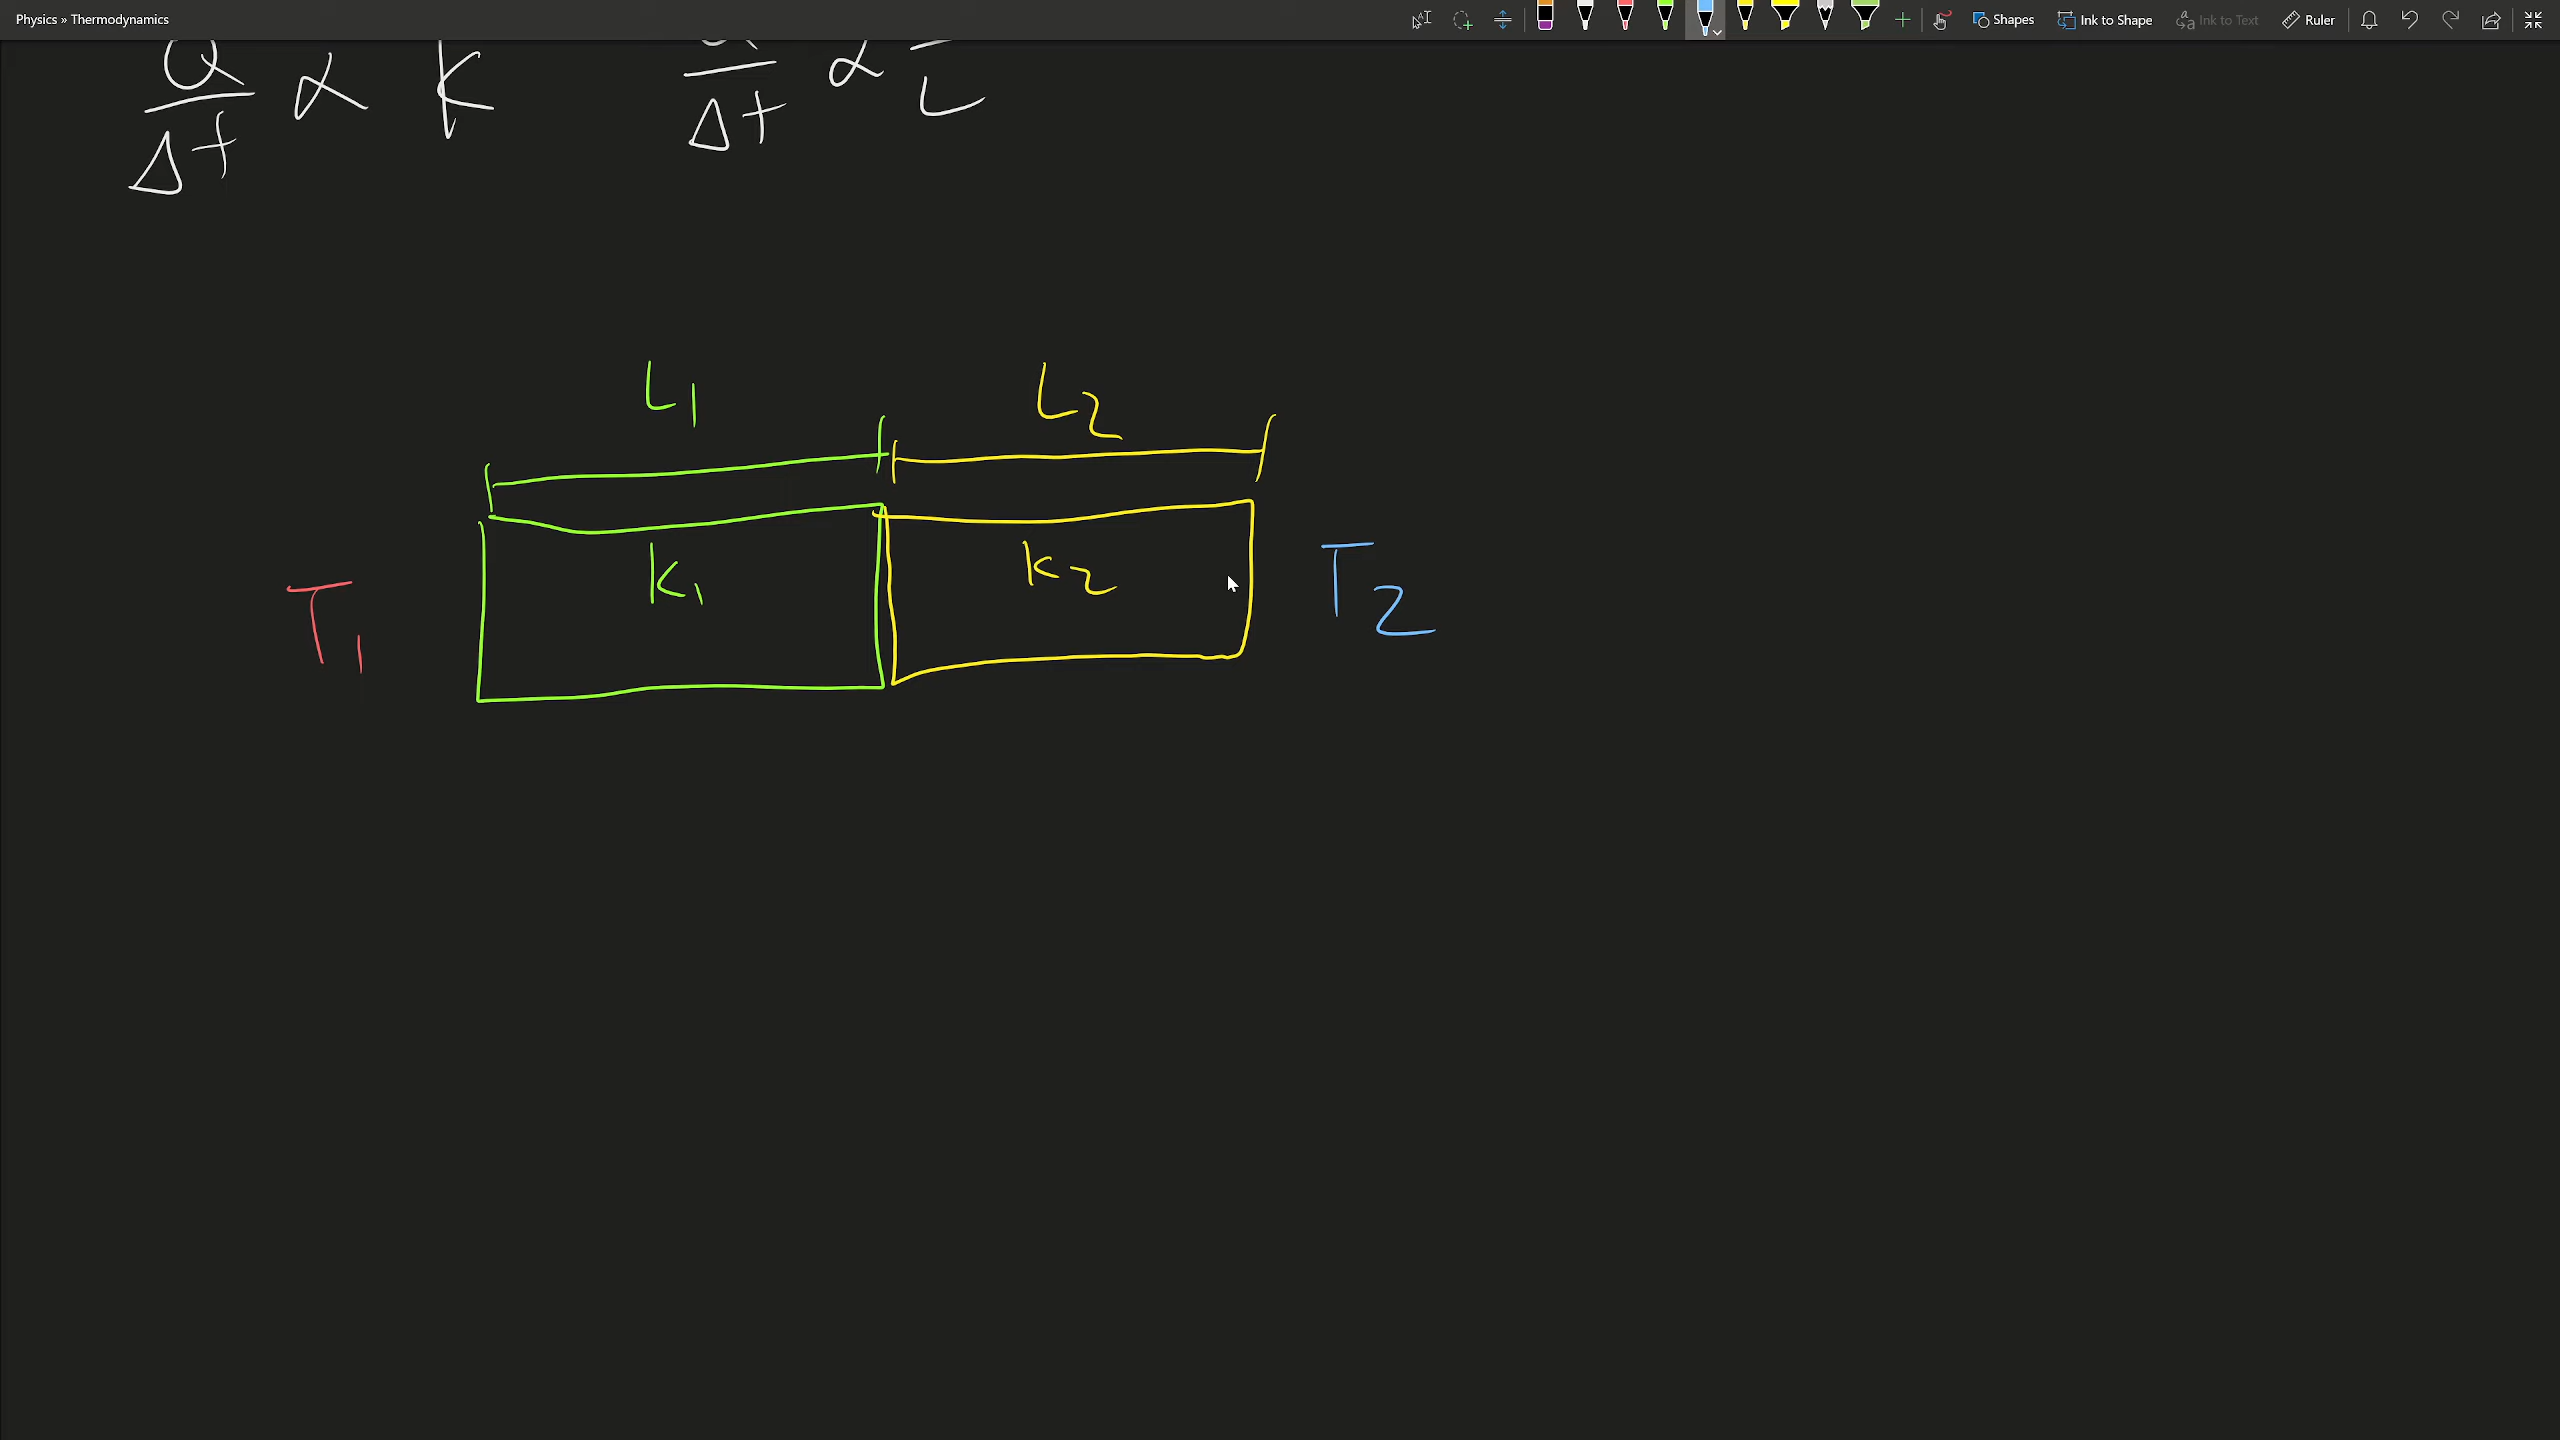 Physics » Thermodynamics
Shapes Ink to Shape Ink to Text Ruler
Q/Δt ∝ K
/Δt ∝ /L
L1 L2
T1 K1 K2 T2